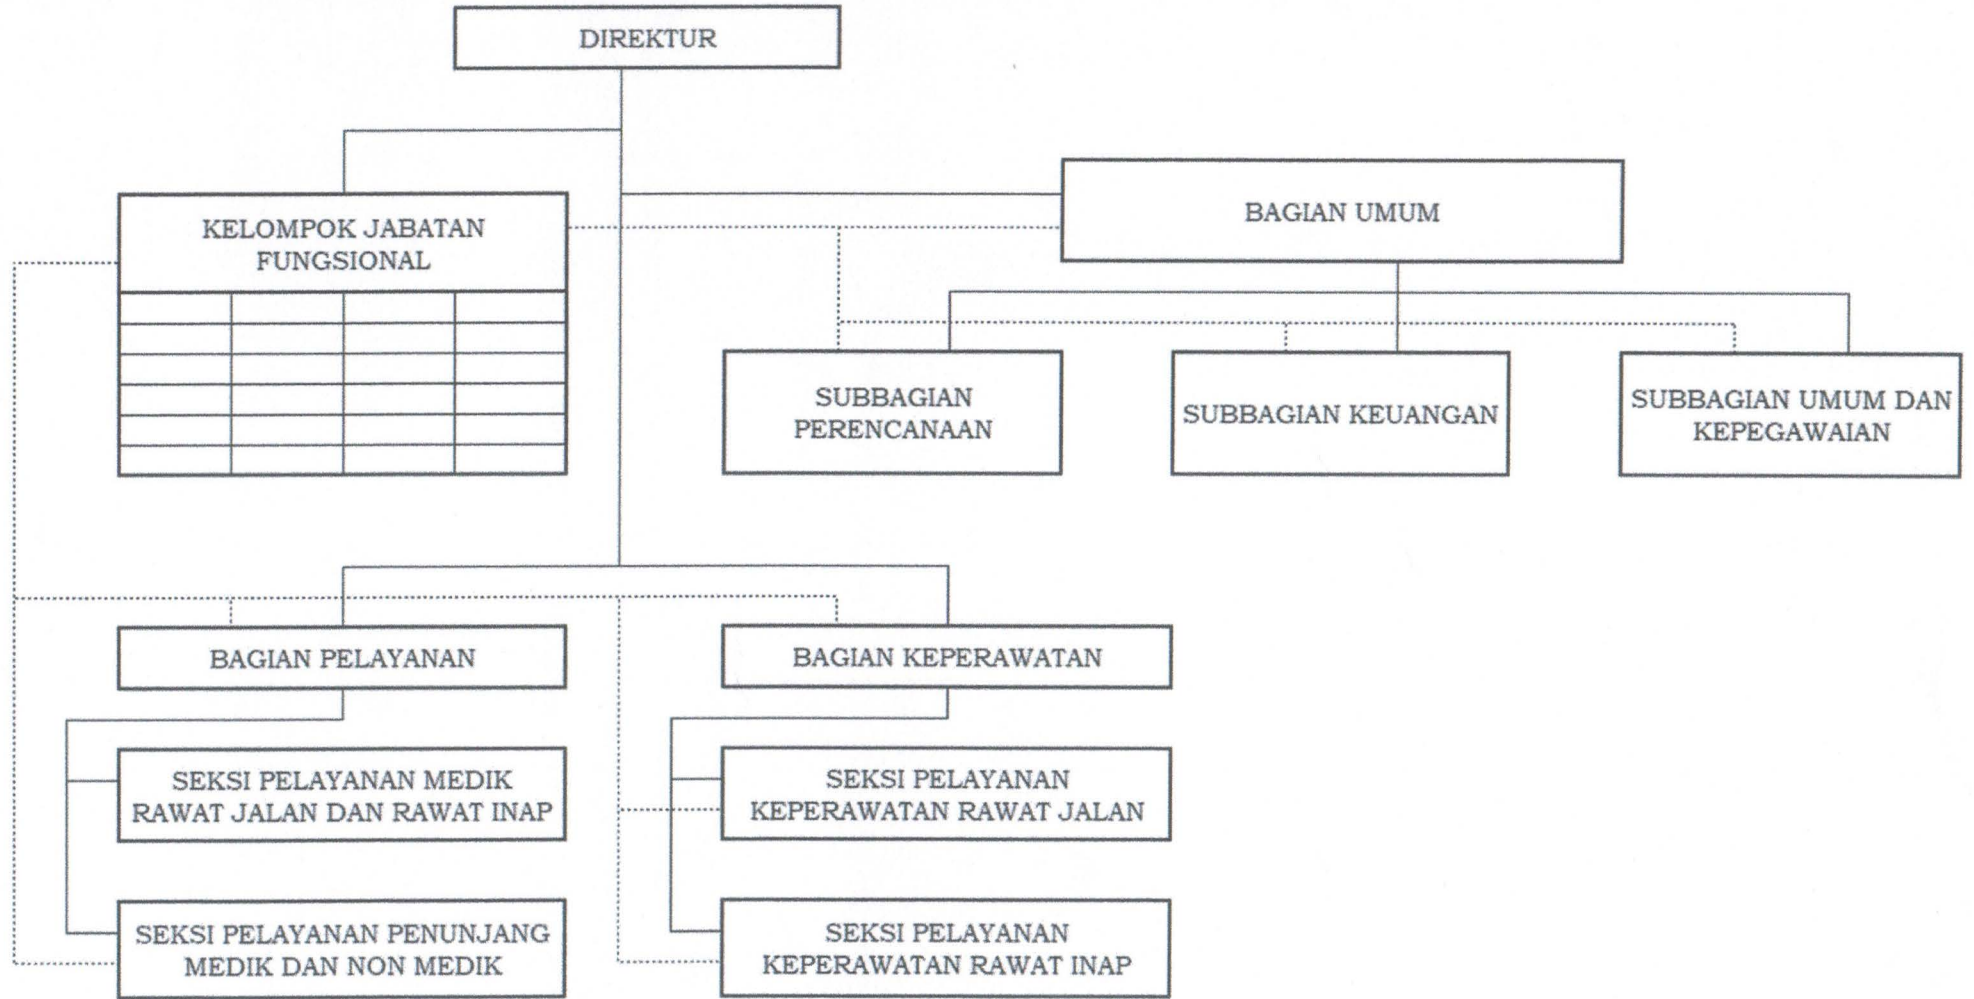 DIREKTUR
KELOMPOK JABATAN
FUNGSIONAL
BAGIAN UMUM
SUBBAGIAN
PERENCANAAN
SUBBAGIAN KEUANGAN
SUBBAGIAN UMUM DAN
KEPEGAWAIAN
BAGIAN PELAYANAN
BAGIAN KEPERAWATAN
SEKSI PELAYANAN MEDIK
RAWAT JALAN DAN RAWAT INAP
SEKSI PELAYANAN
KEPERAWATAN RAWAT JALAN
SEKSI PELAYANAN PENUNJANG
MEDIK DAN NON MEDIK
SEKSI PELAYANAN
KEPERAWATAN RAWAT INAP